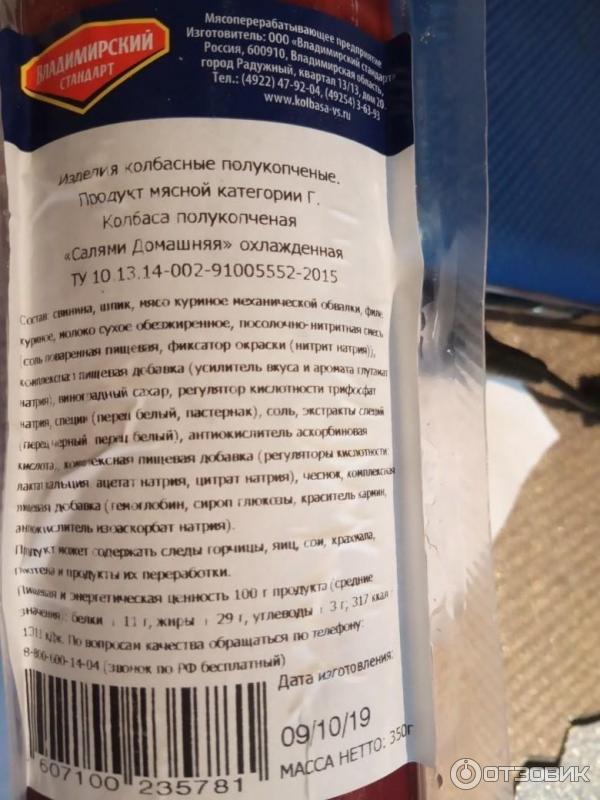 ВЛАДИМИРСКИЙ
СТАНДАРТ
Мясоперерабатывающее предприятие
Изготовитель: ООО «Владимирский стандарт»
Россия, 600910, Владимирская область,
город Радужный, квартал 13/13, дом 20
Тел.: (4922) 47-92-04, (49254) 3-63-93
www.kolbasa-vs.ru
Изделия колбасные полукопченые.
Продукт мясной категории Г.
Колбаса полукопченая
«Салями Домашняя» охлажденная
ТУ 10.13.14-002-91005552-2015
Состав: свинина, шпик, мясо куриное механической обвалки, филе
куриное, молоко сухое обезжиренное, посолочно-нитритная смесь
(соль поваренная пищевая, фиксатор окраски (нитрит натрия)),
комплексная пищевая добавка (усилитель вкуса и аромата глутамат
натрия), виноградный сахар, регулятор кислотности трифосфат
натрия, специи (перец белый, пастернак), соль, экстракты специй
(перец черный, перец белый), антиокислитель аскорбиновая
кислота), комплексная пищевая добавка (регуляторы кислотности:
лактат кальция, ацетат натрия, цитрат натрия), чеснок, комплексная
пищевая добавка (гемоглобин, сироп глюкозы, краситель кармин,
антиокислитель изоаскорбат натрия).
Продукт может содержать следы горчицы, яиц, сои, крахмала,
глютена и продукты их переработки.
Пищевая и энергетическая ценность 100 г продукта (средние
значения): белки - 11 г, жиры - 29 г, углеводы - 3 г, 317 ккал
1311 кДж. По вопросам качества обращаться по телефону:
8-800-600-14-04 (звонок по РФ бесплатный)
Дата изготовления:
09/10/19
МАССА НЕТТО: 350г
607100 235781
ОТЗОВИК